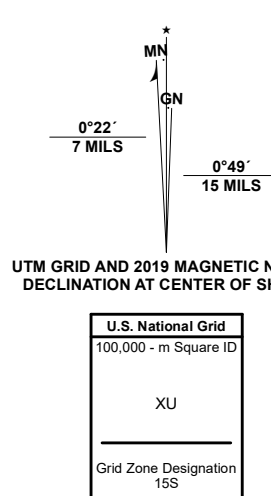 ★
MN
GN
0°22´
7 MILS
0°49´
15 MILS
UTM GRID AND 2019 MAGNETIC N
DECLINATION AT CENTER OF SH
U.S. National Grid
100,000 - m Square ID
XU
Grid Zone Designation
15S